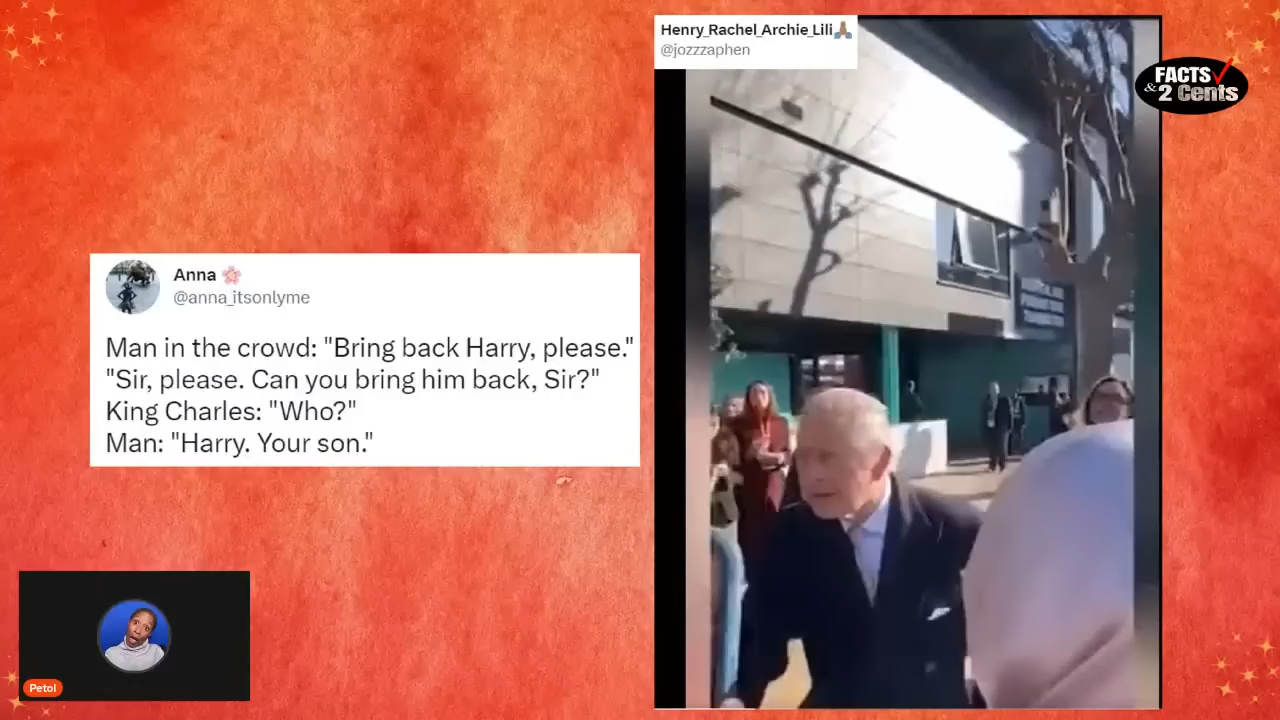 Henry_Rachel_Archie_Lili🙏🏽
@jozzzaphen
FACTS✓
& 2 Cents
Anna 🌸
@anna_itsonlyme
Man in the crowd: "Bring back Harry, please."
"Sir, please. Can you bring him back, Sir?"
King Charles: "Who?"
Man: "Harry. Your son."
Petol